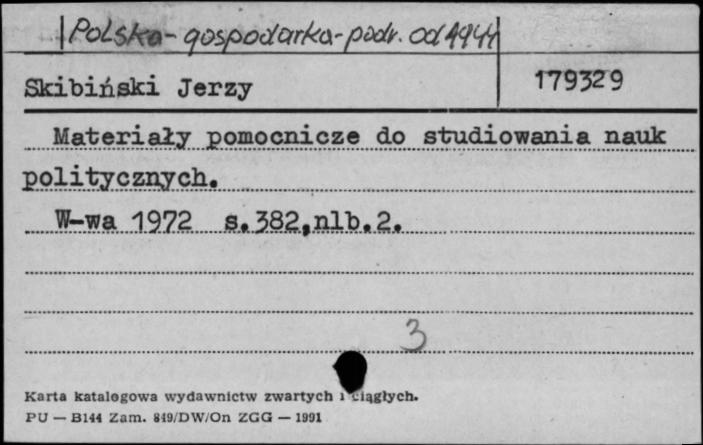 Polska - gospodarka - podr. od 1944
Skibiński Jerzy 179329
Materiały pomocnicze do studiowania nauk
politycznych.
W-wa 1972 s.382,nlb.2.
3
Karta katalogowa wydawnictw zwartych i ciągłych.
PU — B144 Zam. 849/DW/On ZGG — 1991